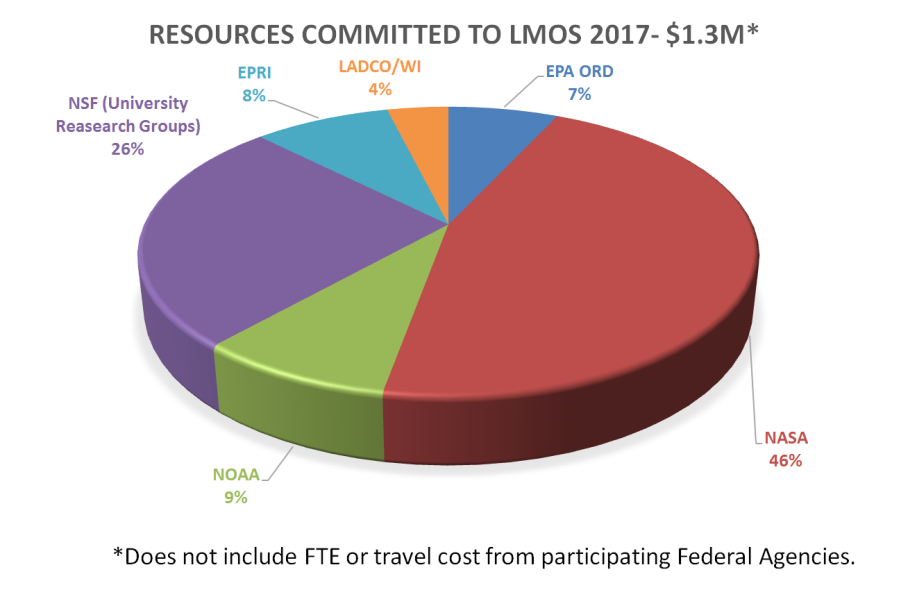 RESOURCES COMMITTED TO LMOS 2017- $1.3M*
LADCO/WI
4%
EPRI
8%
EPA ORD
7%
NSF (University
Reasearch Groups)
26%
NASA
46%
NOAA
9%
*Does not include FTE or travel cost from participating Federal Agencies.